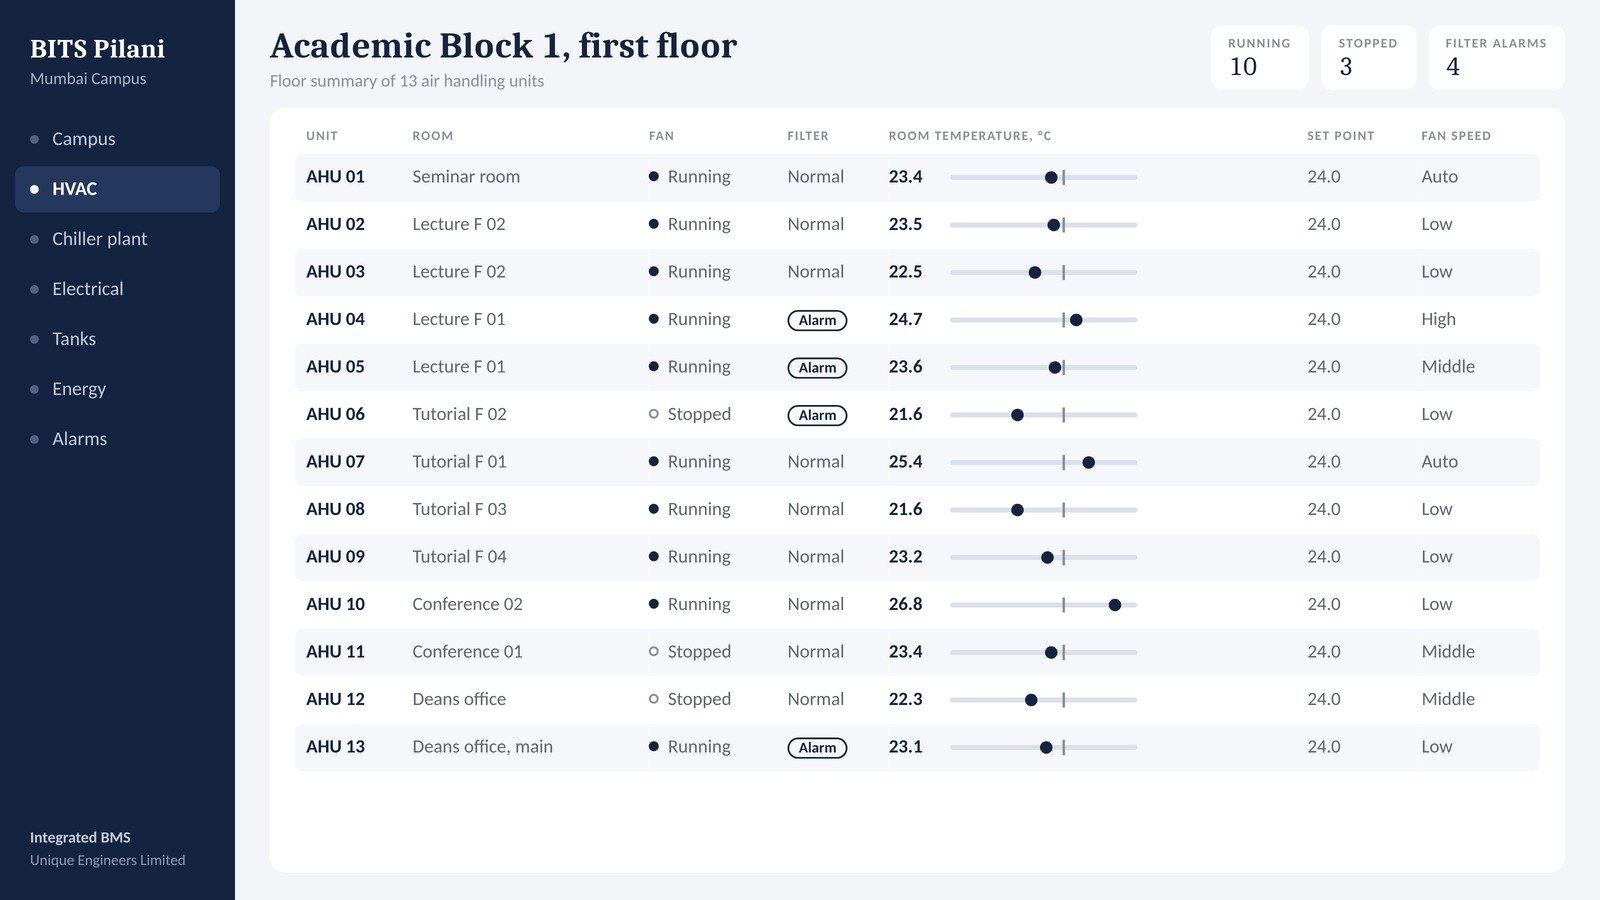 BITS Pilani
Mumbai Campus
Campus
HVAC
Chiller plant
Electrical
Tanks
Energy
Alarms
Integrated BMS
Unique Engineers Limited
Academic Block 1, first floor
Floor summary of 13 air handling units
RUNNING
10
STOPPED
3
FILTER ALARMS
4
UNIT ROOM FAN FILTER ROOM TEMPERATURE, °C SET POINT FAN SPEED
AHU 01 Seminar room Running Normal 23.4 24.0 Auto
AHU 02 Lecture F 02 Running Normal 23.5 24.0 Low
AHU 03 Lecture F 02 Running Normal 22.5 24.0 Low
AHU 04 Lecture F 01 Running Alarm 24.7 24.0 High
AHU 05 Lecture F 01 Running Alarm 23.6 24.0 Middle
AHU 06 Tutorial F 02 Stopped Alarm 21.6 24.0 Low
AHU 07 Tutorial F 01 Running Normal 25.4 24.0 Auto
AHU 08 Tutorial F 03 Running Normal 21.6 24.0 Low
AHU 09 Tutorial F 04 Running Normal 23.2 24.0 Low
AHU 10 Conference 02 Running Normal 26.8 24.0 Low
AHU 11 Conference 01 Stopped Normal 23.4 24.0 Middle
AHU 12 Deans office Stopped Normal 22.3 24.0 Middle
AHU 13 Deans office, main Running Alarm 23.1 24.0 Low